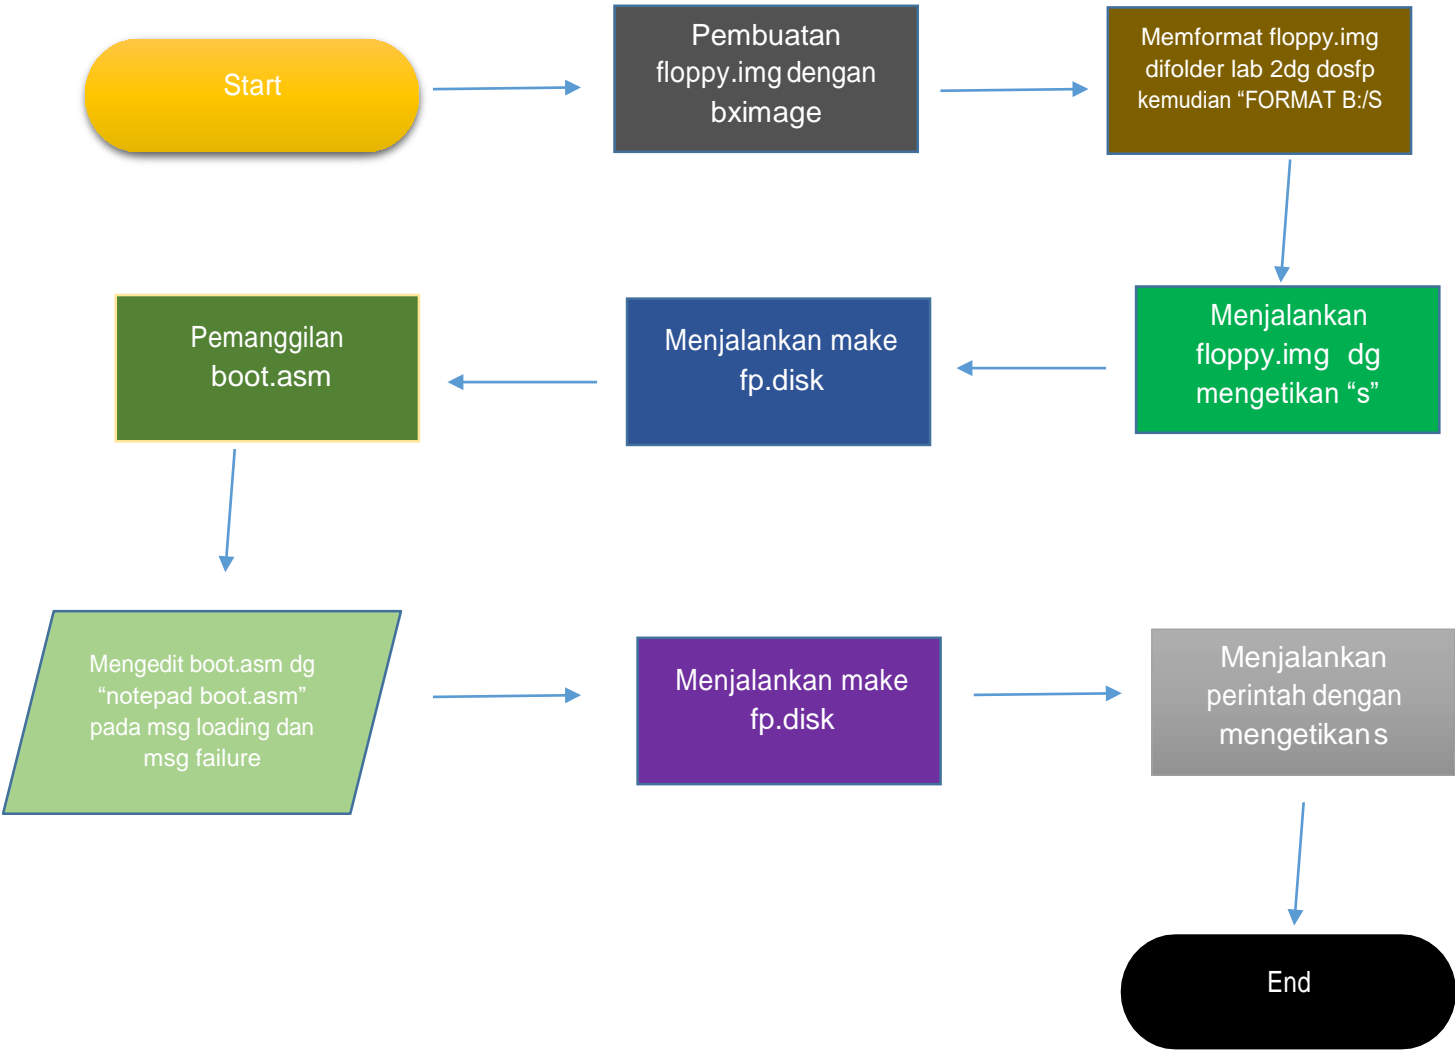 Start
Pembuatan
floppy.img dengan
bximage
Memformat floppy.img
difolder lab 2dg dosfp
kemudian “FORMAT B:/S
Menjalankan
floppy.img dg
mengetikan “s”
Menjalankan make
fp.disk
Pemanggilan
boot.asm
Mengedit boot.asm dg
“notepad boot.asm”
pada msg loading dan
msg failure
Menjalankan make
fp.disk
Menjalankan
perintah dengan
mengetikan s
End